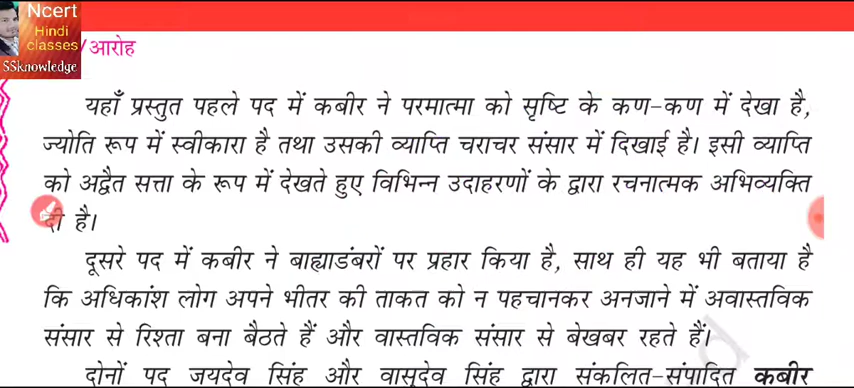 Ncert
Hindi
classes
SSknowledge
/आरोह
यहाँ प्रस्तुत पहले पद में कबीर ने परमात्मा को सृष्टि के कण-कण में देखा है,
ज्योति रूप में स्वीकारा है तथा उसकी व्याप्ति चराचर संसार में दिखाई है। इसी व्याप्ति
को अद्वैत सत्ता के रूप में देखते हुए विभिन्न उदाहरणों के द्वारा रचनात्मक अभिव्यक्ति
दी है।
दूसरे पद में कबीर ने बाह्याडंबरों पर प्रहार किया है, साथ ही यह भी बताया है
कि अधिकांश लोग अपने भीतर की ताकत को न पहचानकर अनजाने में अवास्तविक
संसार से रिश्ता बना बैठते हैं और वास्तविक संसार से बेखबर रहते हैं।
दोनों पद जयदेव सिंह और वासुदेव सिंह द्वारा संकलित-संपादित कबीर